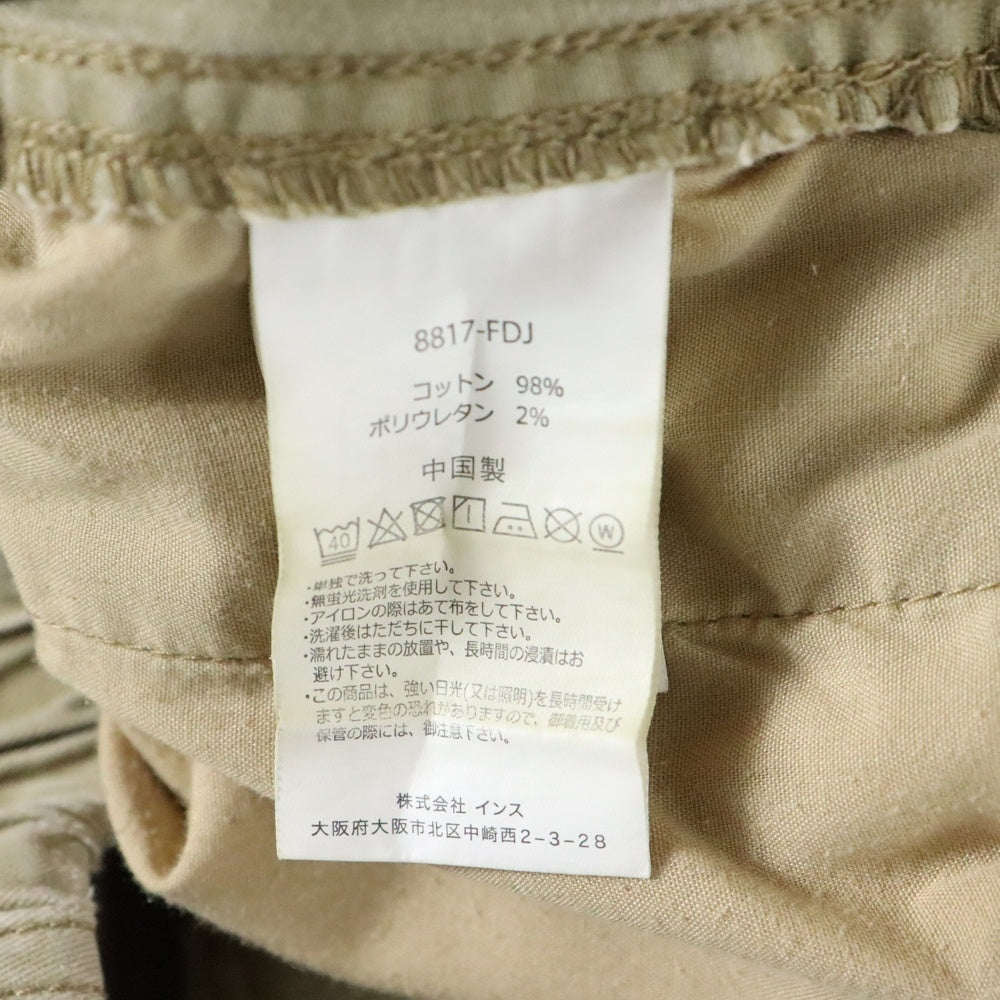 8817-FDJ
コットン 98%
ポリウレタン 2%
中国製
40 W
・単独で洗って下さい。
・無蛍光洗剤を使用して下さい。
・アイロンの際はあて布をして下さい。
・洗濯後はただちに干して下さい。
・濡れたままの放置や、長時間の浸漬はお
避け下さい。
・この商品は、強い日光(又は照明)を長時間受け
ますと変色の恐れがありますので、御着用及び
保管の際には、御注意下さい。
株式会社 インス
大阪府大阪市北区中崎西2-3-28